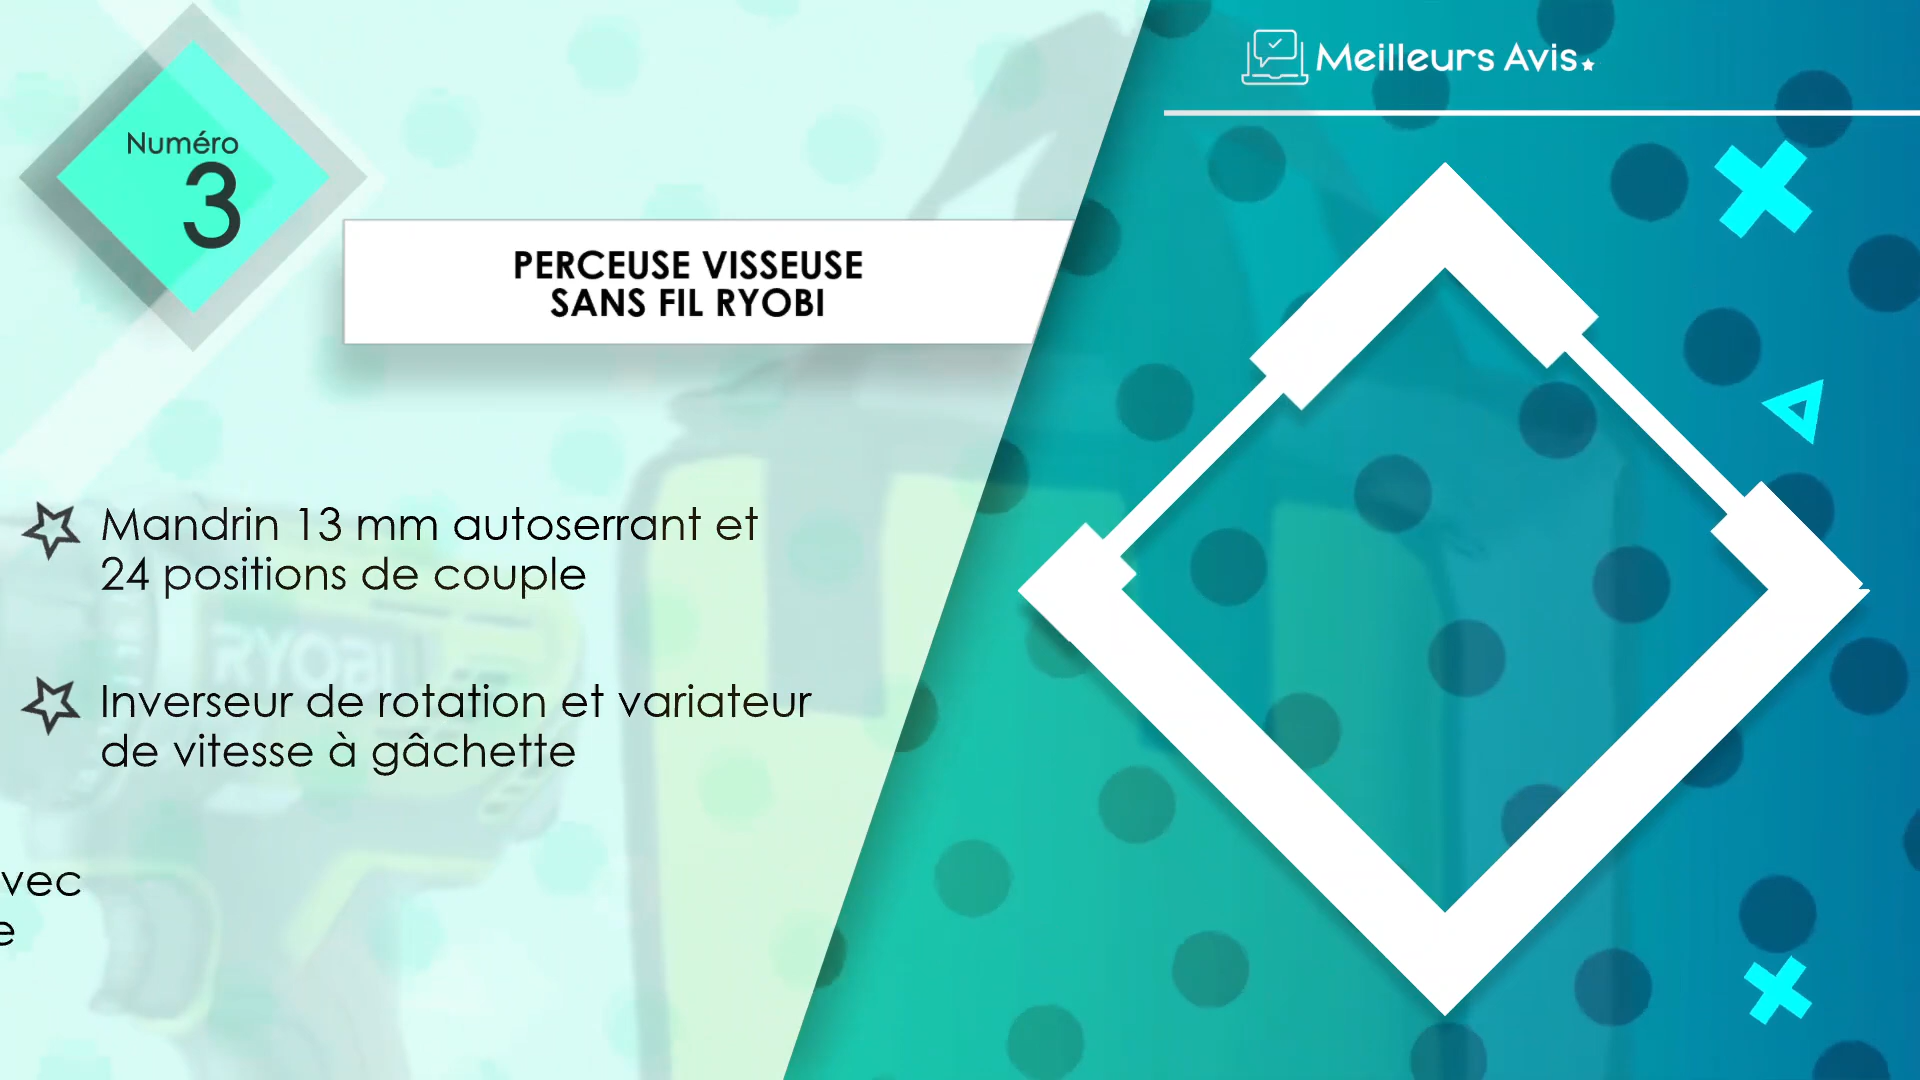 Numéro
3
Meilleurs Avis
PERCEUSE VISSEUSE
SANS FIL RYOBI
Mandrin 13 mm autoserrant et
24 positions de couple
RYOBI
Inverseur de rotation et variateur
de vitesse à gâchette
vec
e